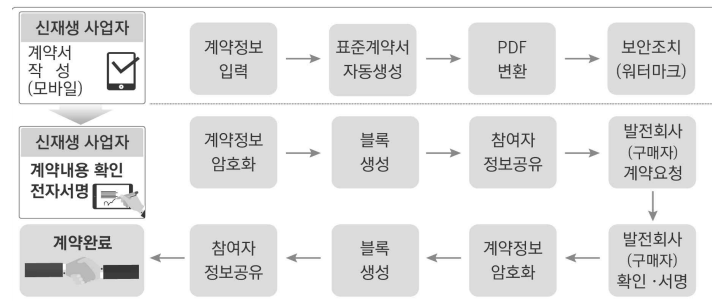 신재생 사업자
계약서
작 성
(모바일)
계약정보
입력
표준계약서
자동생성
PDF
변환
보안조치
(워터마크)
신재생 사업자
계약내용 확인
전자서명
계약정보
암호화
블록
생성
참여자
정보공유
발전회사
(구매자)
계약요청
발전회사
(구매자)
확인 ·서명
계약정보
암호화
블록
생성
참여자
정보공유
계약완료